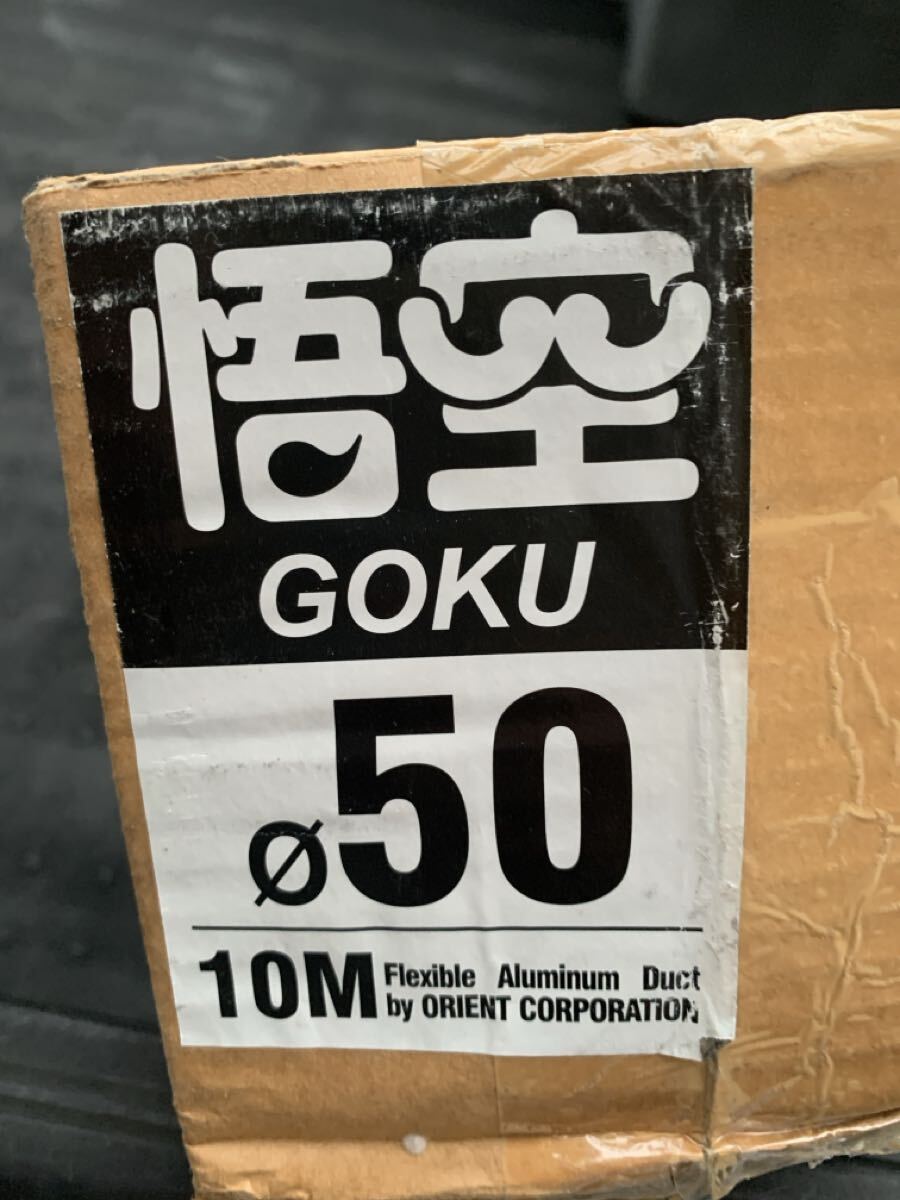 悟空
GOKU
ø50
10M
Flexible Aluminum Duct
by ORIENT CORPORATION